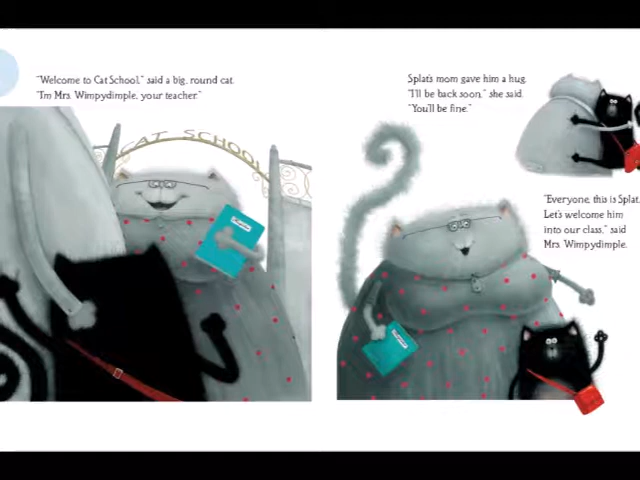 "Welcome to Cat School," said a big, round cat.
"I'm Mrs. Wimpydimple, your teacher."
CAT SCHOOL
Splat's mom gave him a hug.
"I'll be back soon," she said.
"You'll be fine."
"Everyone, this is Splat.
Let's welcome him
into our class," said
Mrs. Wimpydimple.